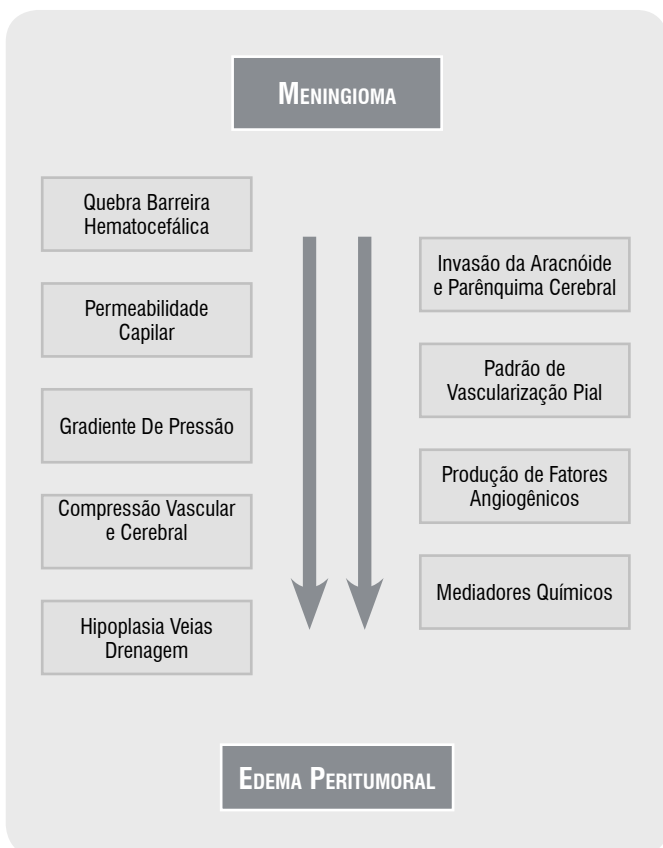 MENINGIOMA
Quebra Barreira
Hematocefálica
Permeabilidade
Capilar
Gradiente De Pressão
Compressão Vascular
e Cerebral
Hipoplasia Veias
Drenagem
Invasão da Aracnóide
e Parênquima Cerebral
Padrão de
Vascularização Pial
Produção de Fatores
Angiogênicos
Mediadores Químicos
EDEMA PERITUMORAL